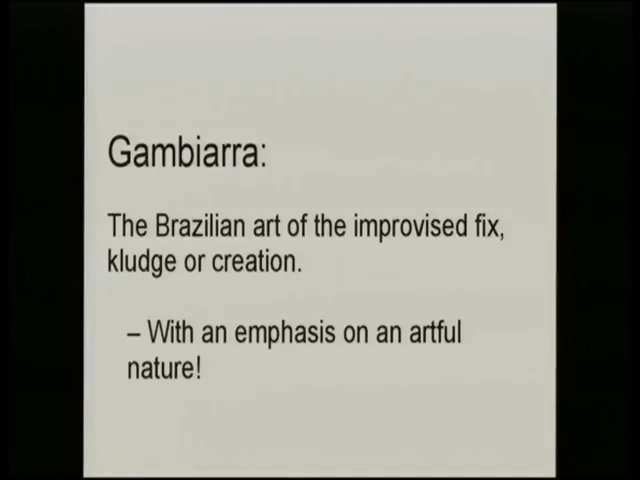 Gambiarra:
The Brazilian art of the improvised fix,
kludge or creation.
– With an emphasis on an artful
nature!